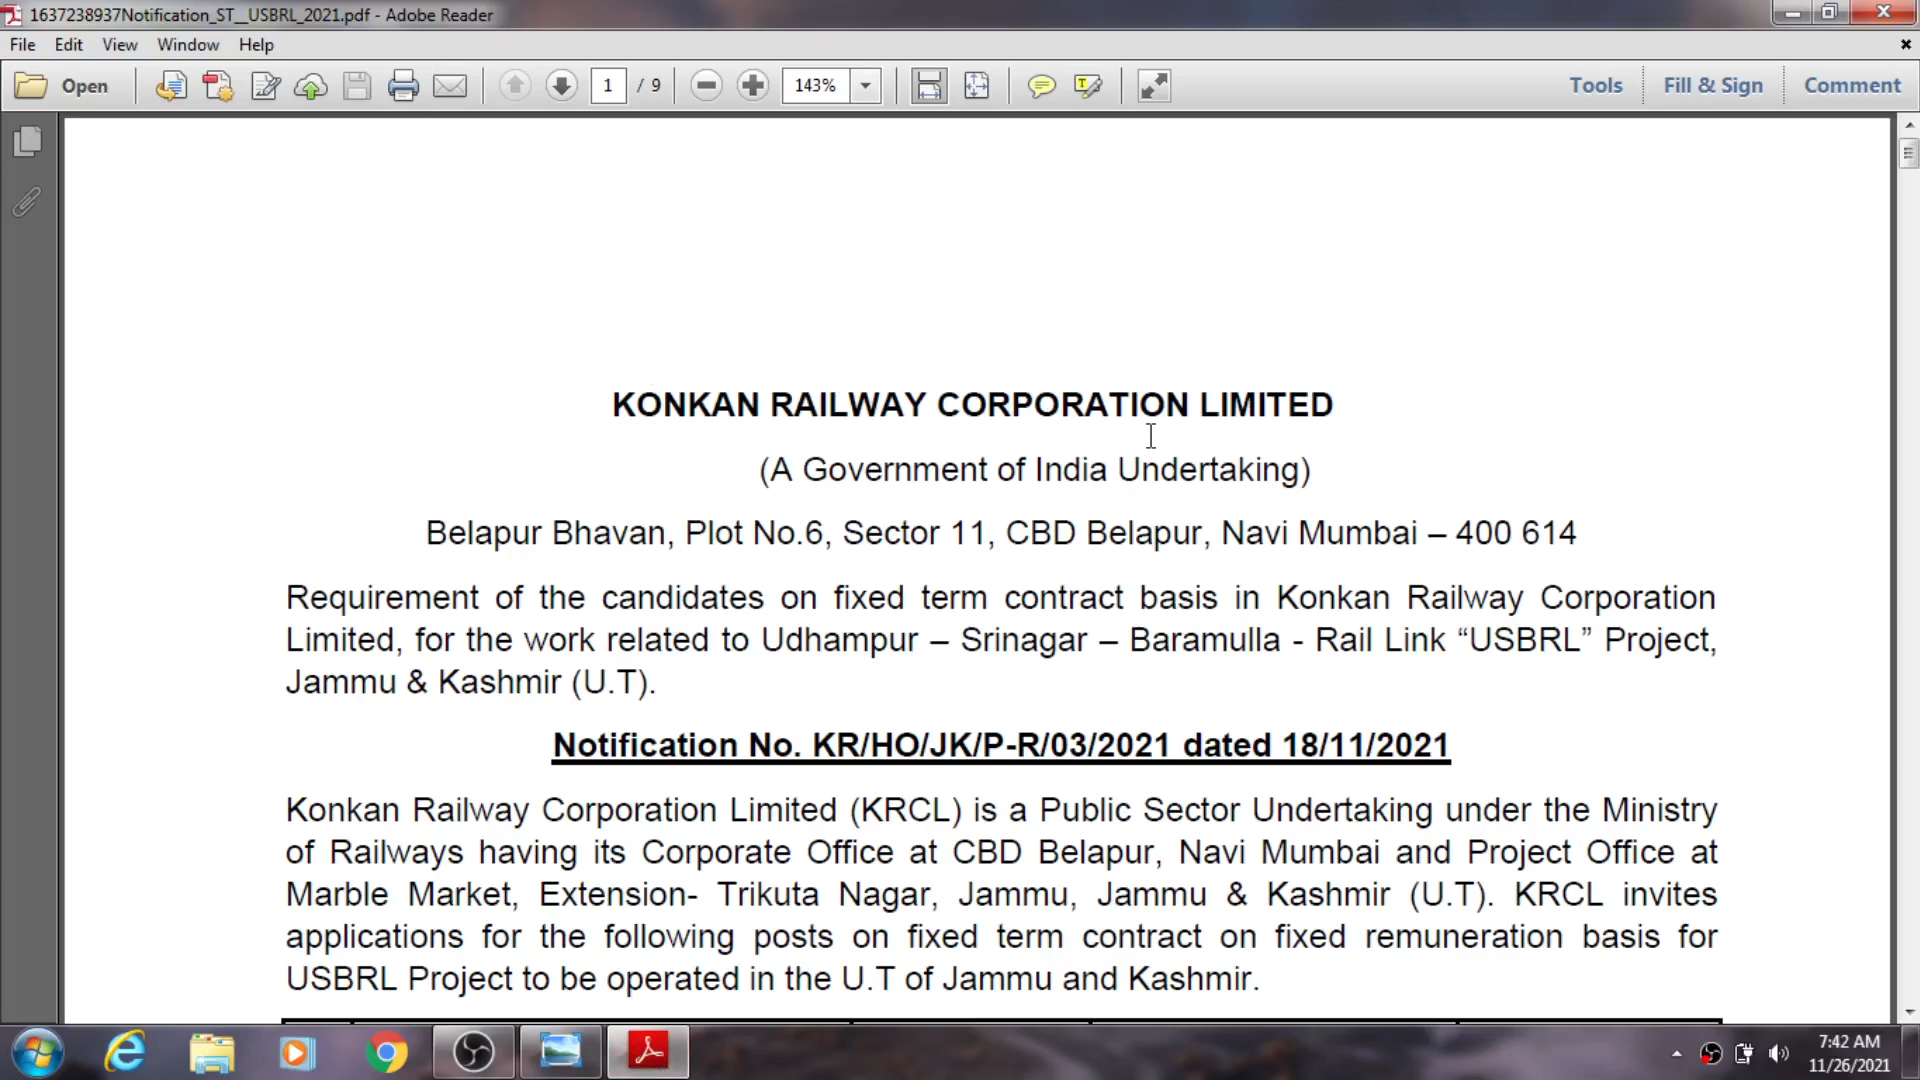 1637238937Notification_ST__USBRL_2021.pdf - Adobe Reader
File Edit View Window Help
Open 1 / 9 143% Tools Fill & Sign Comment
KONKAN RAILWAY CORPORATION LIMITED
(A Government of India Undertaking)
Belapur Bhavan, Plot No.6, Sector 11, CBD Belapur, Navi Mumbai – 400 614
Requirement of the candidates on fixed term contract basis in Konkan Railway Corporation
Limited, for the work related to Udhampur – Srinagar – Baramulla - Rail Link “USBRL” Project,
Jammu & Kashmir (U.T).
Notification No. KR/HO/JK/P-R/03/2021 dated 18/11/2021
Konkan Railway Corporation Limited (KRCL) is a Public Sector Undertaking under the Ministry
of Railways having its Corporate Office at CBD Belapur, Navi Mumbai and Project Office at
Marble Market, Extension- Trikuta Nagar, Jammu, Jammu & Kashmir (U.T). KRCL invites
applications for the following posts on fixed term contract on fixed remuneration basis for
USBRL Project to be operated in the U.T of Jammu and Kashmir.
7:42 AM
11/26/2021